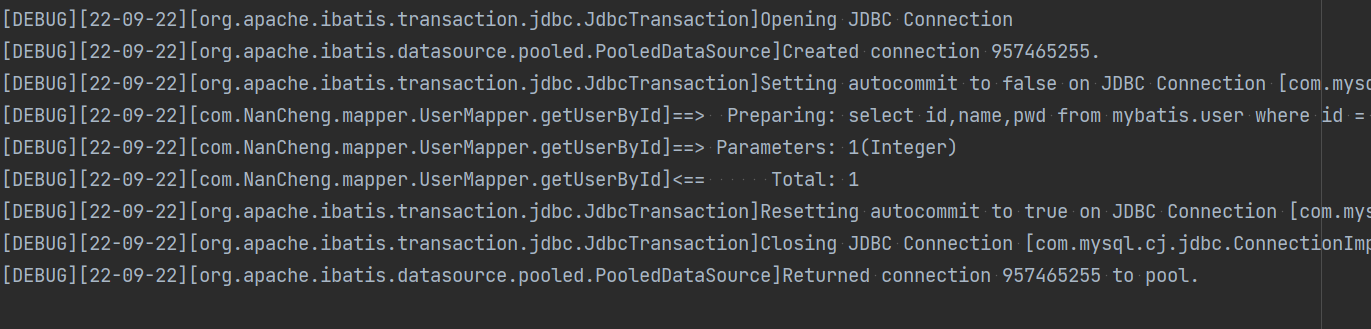 [DEBUG][22-09-22][org.apache.ibatis.transaction.jdbc.JdbcTransaction]Opening JDBC Connection
[DEBUG][22-09-22][org.apache.ibatis.datasource.pooled.PooledDataSource]Created connection 957465255.
[DEBUG][22-09-22][org.apache.ibatis.transaction.jdbc.JdbcTransaction]Setting autocommit to false on JDBC Connection [com.mysq
[DEBUG][22-09-22][com.NanCheng.mapper.UserMapper.getUserById]==>  Preparing: select id,name,pwd from mybatis.user where id =
[DEBUG][22-09-22][com.NanCheng.mapper.UserMapper.getUserById]==> Parameters: 1(Integer)
[DEBUG][22-09-22][com.NanCheng.mapper.UserMapper.getUserById]<==      Total: 1
[DEBUG][22-09-22][org.apache.ibatis.transaction.jdbc.JdbcTransaction]Resetting autocommit to true on JDBC Connection [com.mys
[DEBUG][22-09-22][org.apache.ibatis.transaction.jdbc.JdbcTransaction]Closing JDBC Connection [com.mysql.cj.jdbc.ConnectionImp
[DEBUG][22-09-22][org.apache.ibatis.datasource.pooled.PooledDataSource]Returned connection 957465255 to pool.